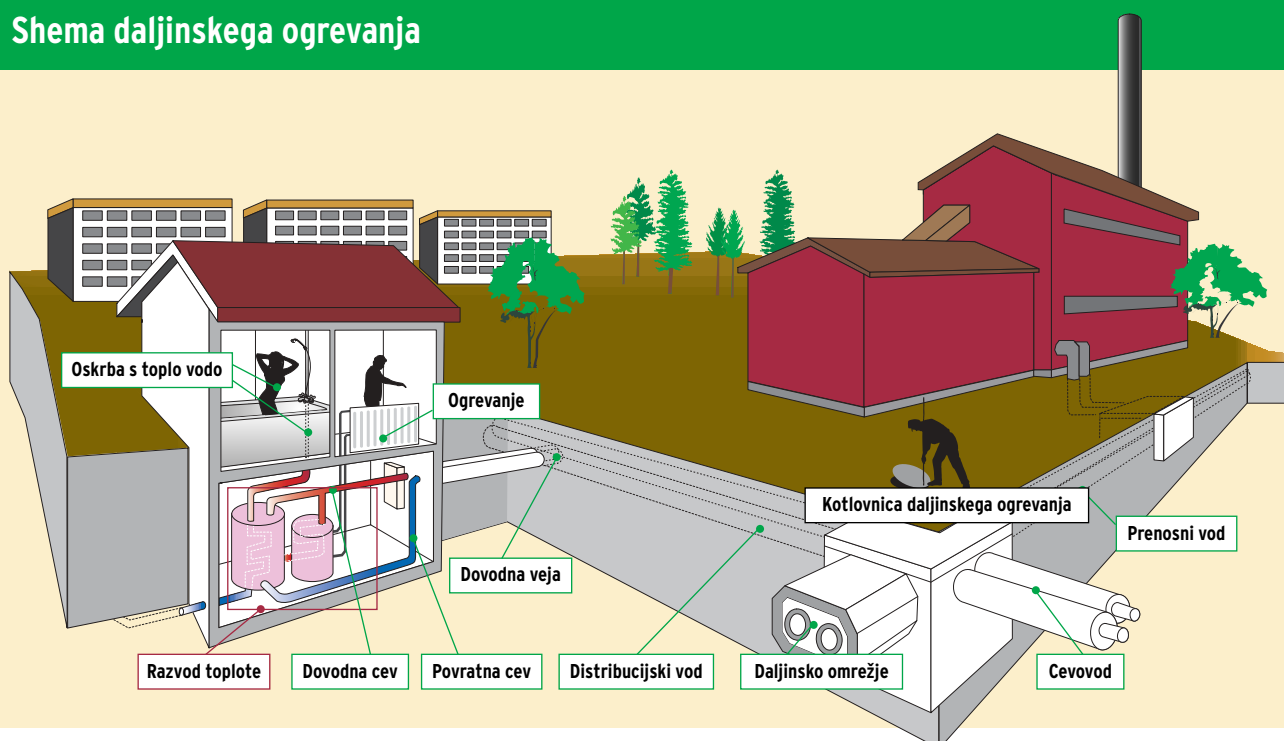 Shema daljinskega ogrevanja
Oskrba s toplo vodo
Ogrevanje
Kotlovnica daljinskega ogrevanja
Prenosni vod
Dovodna veja
Razvod toplote
Dovodna cev
Povratna cev
Distribucijski vod
Daljinsko omrežje
Cevovod